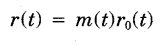 r(t) = m(t)r₀(t)